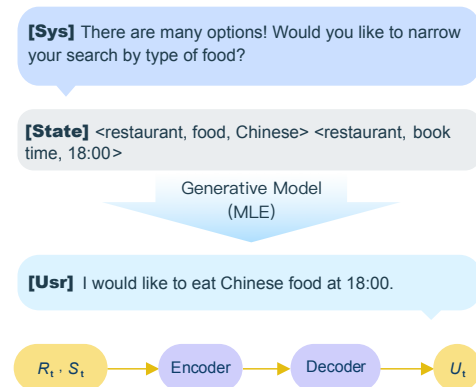 [Sys] There are many options! Would you like to narrow
your search by type of food?
[State] <restaurant, food, Chinese> <restaurant, book
time, 18:00>
Generative Model
(MLE)
[Usr] I would like to eat Chinese food at 18:00.
Rt , St Encoder Decoder Ut